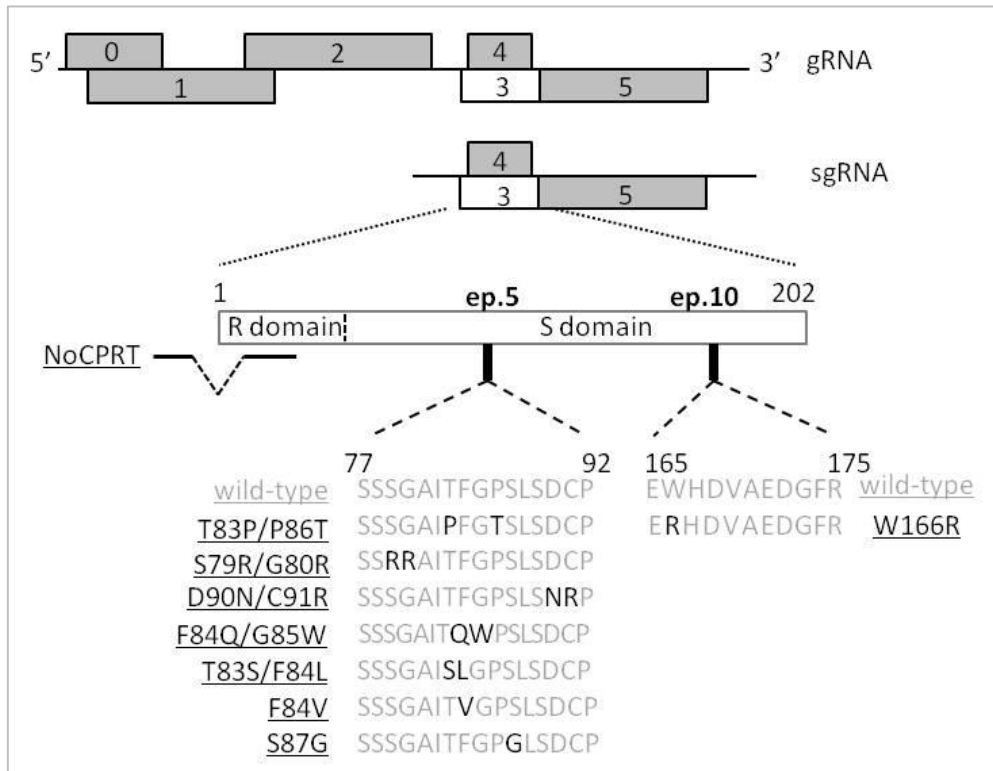 0 2 4
5’ 3’ gRNA
1 3 5
4
sgRNA
3 5
1 ep.5 ep.10 202
R domain S domain
NoCPRT
77 92 165 175
wild-type SSSGAITFGPSLSDCP EWHDVAEDGFR wild-type
T83P/P86T SSSGAIPFGTSLSDCP ERHDVAEDGFR W166R
S79R/G80R SSRRAITFGPSLSDCP
D90N/C91R SSSGAITFGPSLSNRP
F84Q/G85W SSSGAITQWPSLSDCP
T83S/F84L SSSGAISLGPSLSDCP
F84V SSSGAITVGPSLSDCP
S87G SSSGAITFGPGLSDCP